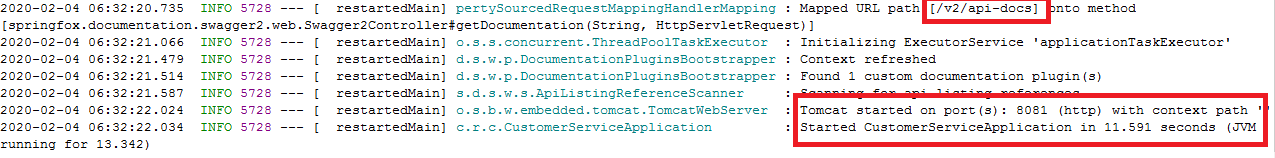 2020-02-04 06:32:20.735  INFO 5728 --- [  restartedMain] pertySourcedRequestMappingHandlerMapping : Mapped URL path [/v2/api-docs] onto method
[springfox.documentation.swagger2.web.Swagger2Controller#getDocumentation(String, HttpServletRequest)]
2020-02-04 06:32:21.066  INFO 5728 --- [  restartedMain] o.s.s.concurrent.ThreadPoolTaskExecutor  : Initializing ExecutorService 'applicationTaskExecutor'
2020-02-04 06:32:21.479  INFO 5728 --- [  restartedMain] d.s.w.p.DocumentationPluginsBootstrapper : Context refreshed
2020-02-04 06:32:21.514  INFO 5728 --- [  restartedMain] d.s.w.p.DocumentationPluginsBootstrapper : Found 1 custom documentation plugin(s)
2020-02-04 06:32:21.587  INFO 5728 --- [  restartedMain] s.d.s.w.s.ApiListingReferenceScanner     : Scanning for api listing references
2020-02-04 06:32:22.024  INFO 5728 --- [  restartedMain] o.s.b.w.embedded.tomcat.TomcatWebServer  : Tomcat started on port(s): 8081 (http) with context path ''
2020-02-04 06:32:22.034  INFO 5728 --- [  restartedMain] c.r.c.CustomerServiceApplication         : Started CustomerServiceApplication in 11.591 seconds (JVM
running for 13.342)